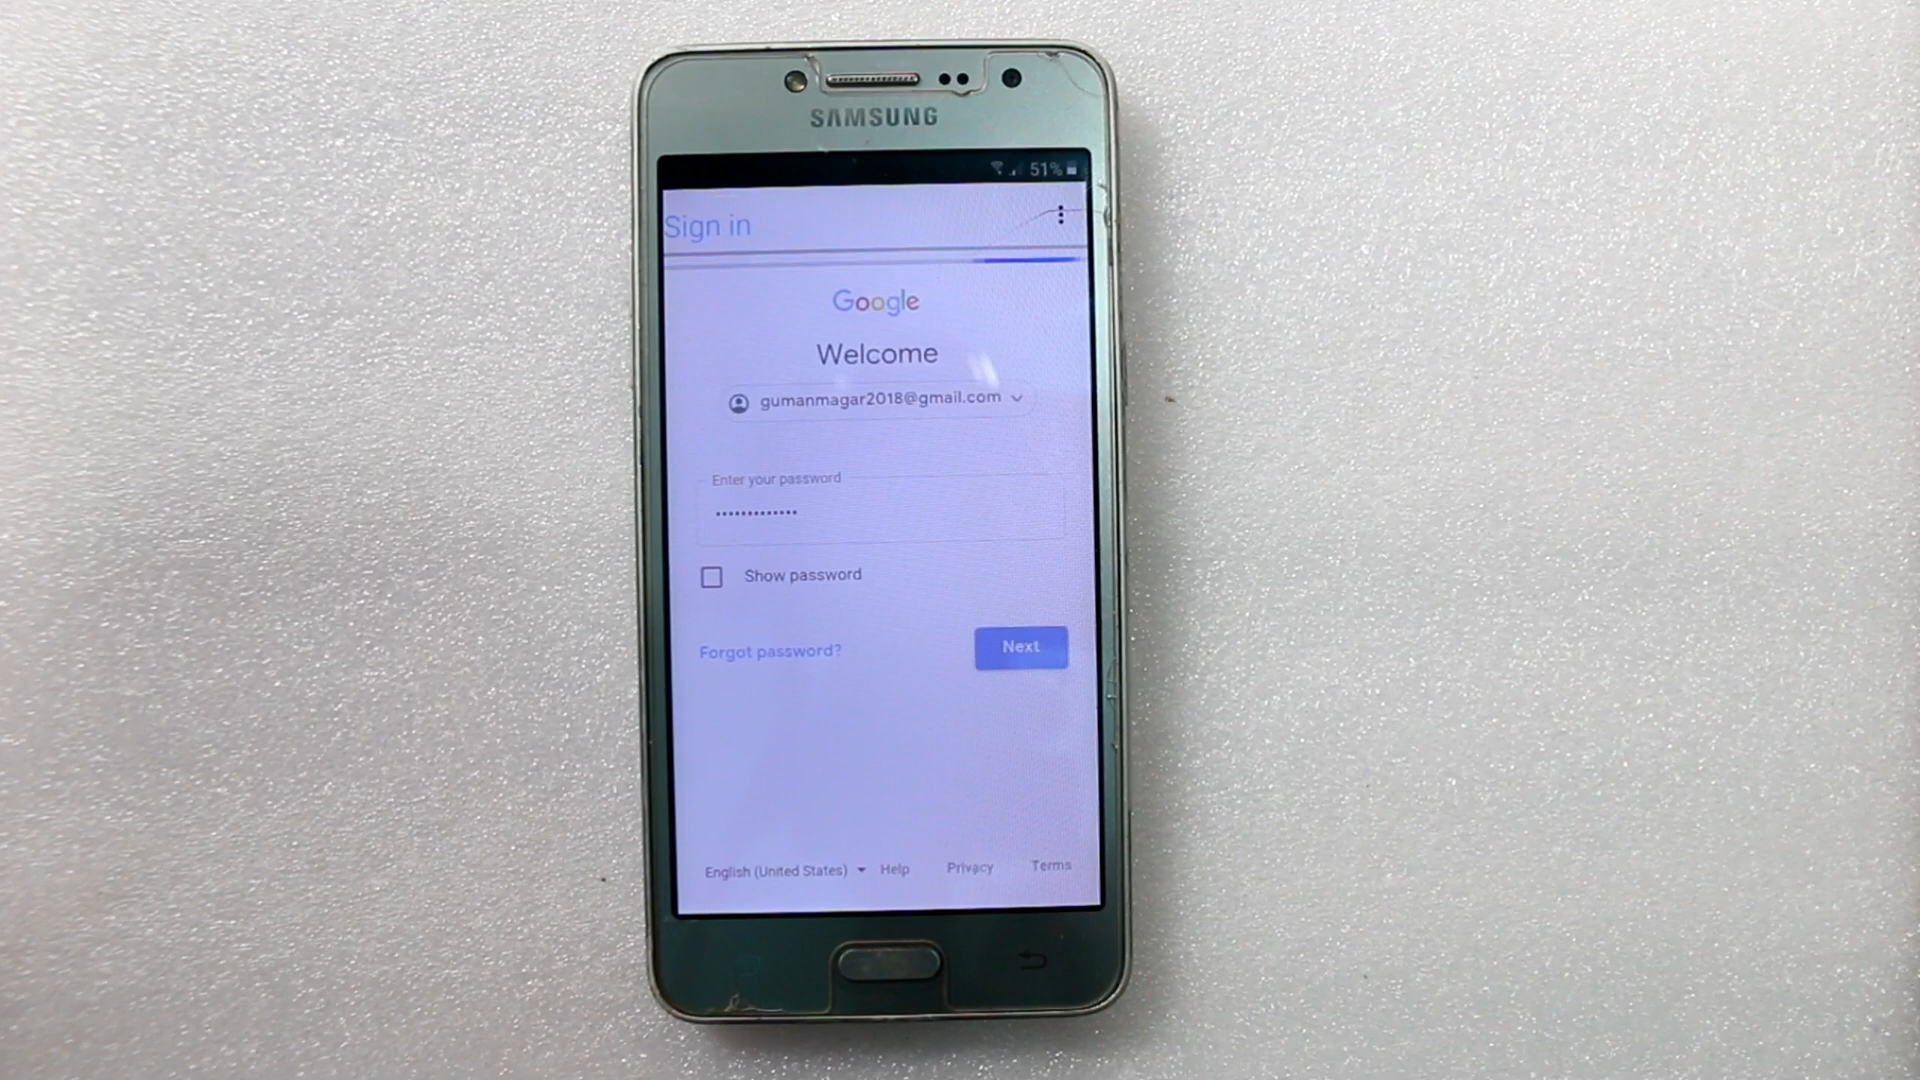 SAMSUNG
51%
Sign in
Google
Welcome
gumanmagar2018@gmail.com
Enter your password
•••••••••••••
Show password
Forgot password?
Next
English (United States) Help Privacy Terms